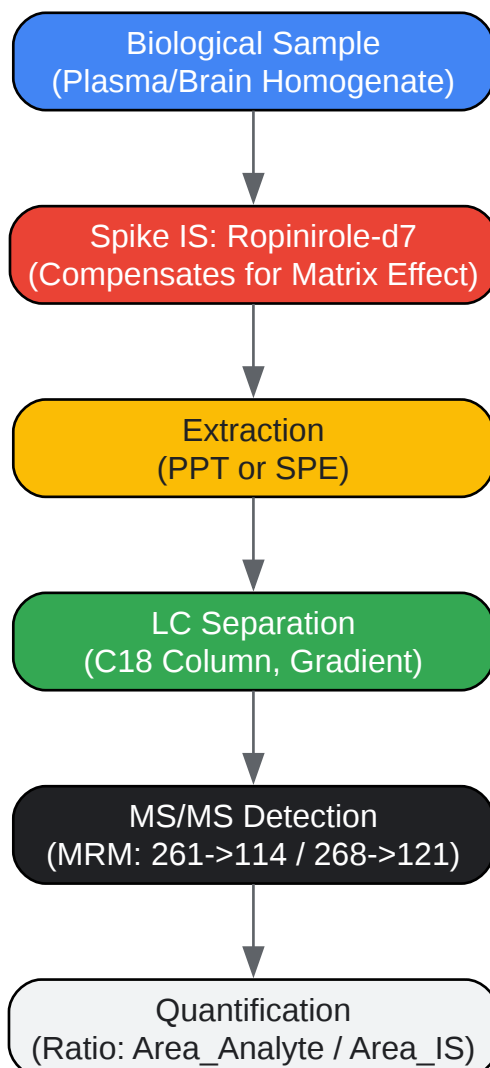 Biological Sample
(Plasma/Brain Homogenate)
Spike IS: Ropinirole-d7
(Compensates for Matrix Effect)
Extraction
(PPT or SPE)
LC Separation
(C18 Column, Gradient)
MS/MS Detection
(MRM: 261->114 / 268->121)
Quantification
(Ratio: Area_Analyte / Area_IS)